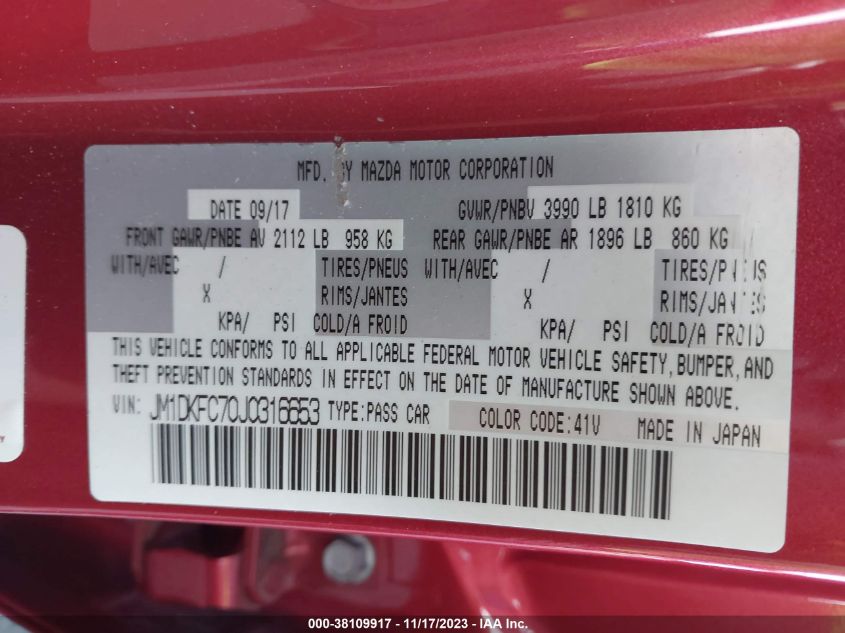 MFD. BY MAZDA MOTOR CORPORATION
DATE 09/17 GVWR/PNBV 3990 LB 1810 KG
FRONT GAWR/PNBE AV 2112 LB 958 KG REAR GAWR/PNBE AR 1896 LB 860 KG
WITH/AVEC / TIRES/PNEUS WITH/AVEC / TIRES/PNEUS
X RIMS/JANTES X RIMS/JANTES
KPA/ PSI COLD/A FROID KPA/ PSI COLD/A FROID
THIS VEHICLE CONFORMS TO ALL APPLICABLE FEDERAL MOTOR VEHICLE SAFETY, BUMPER, AND
THEFT PREVENTION STANDARDS IN EFFECT ON THE DATE OF MANUFACTURE SHOWN ABOVE.
VIN: JM1DKFC70J0316653 TYPE:PASS CAR COLOR CODE:41V MADE IN JAPAN
000-38109917 - 11/17/2023 - IAA, Inc.